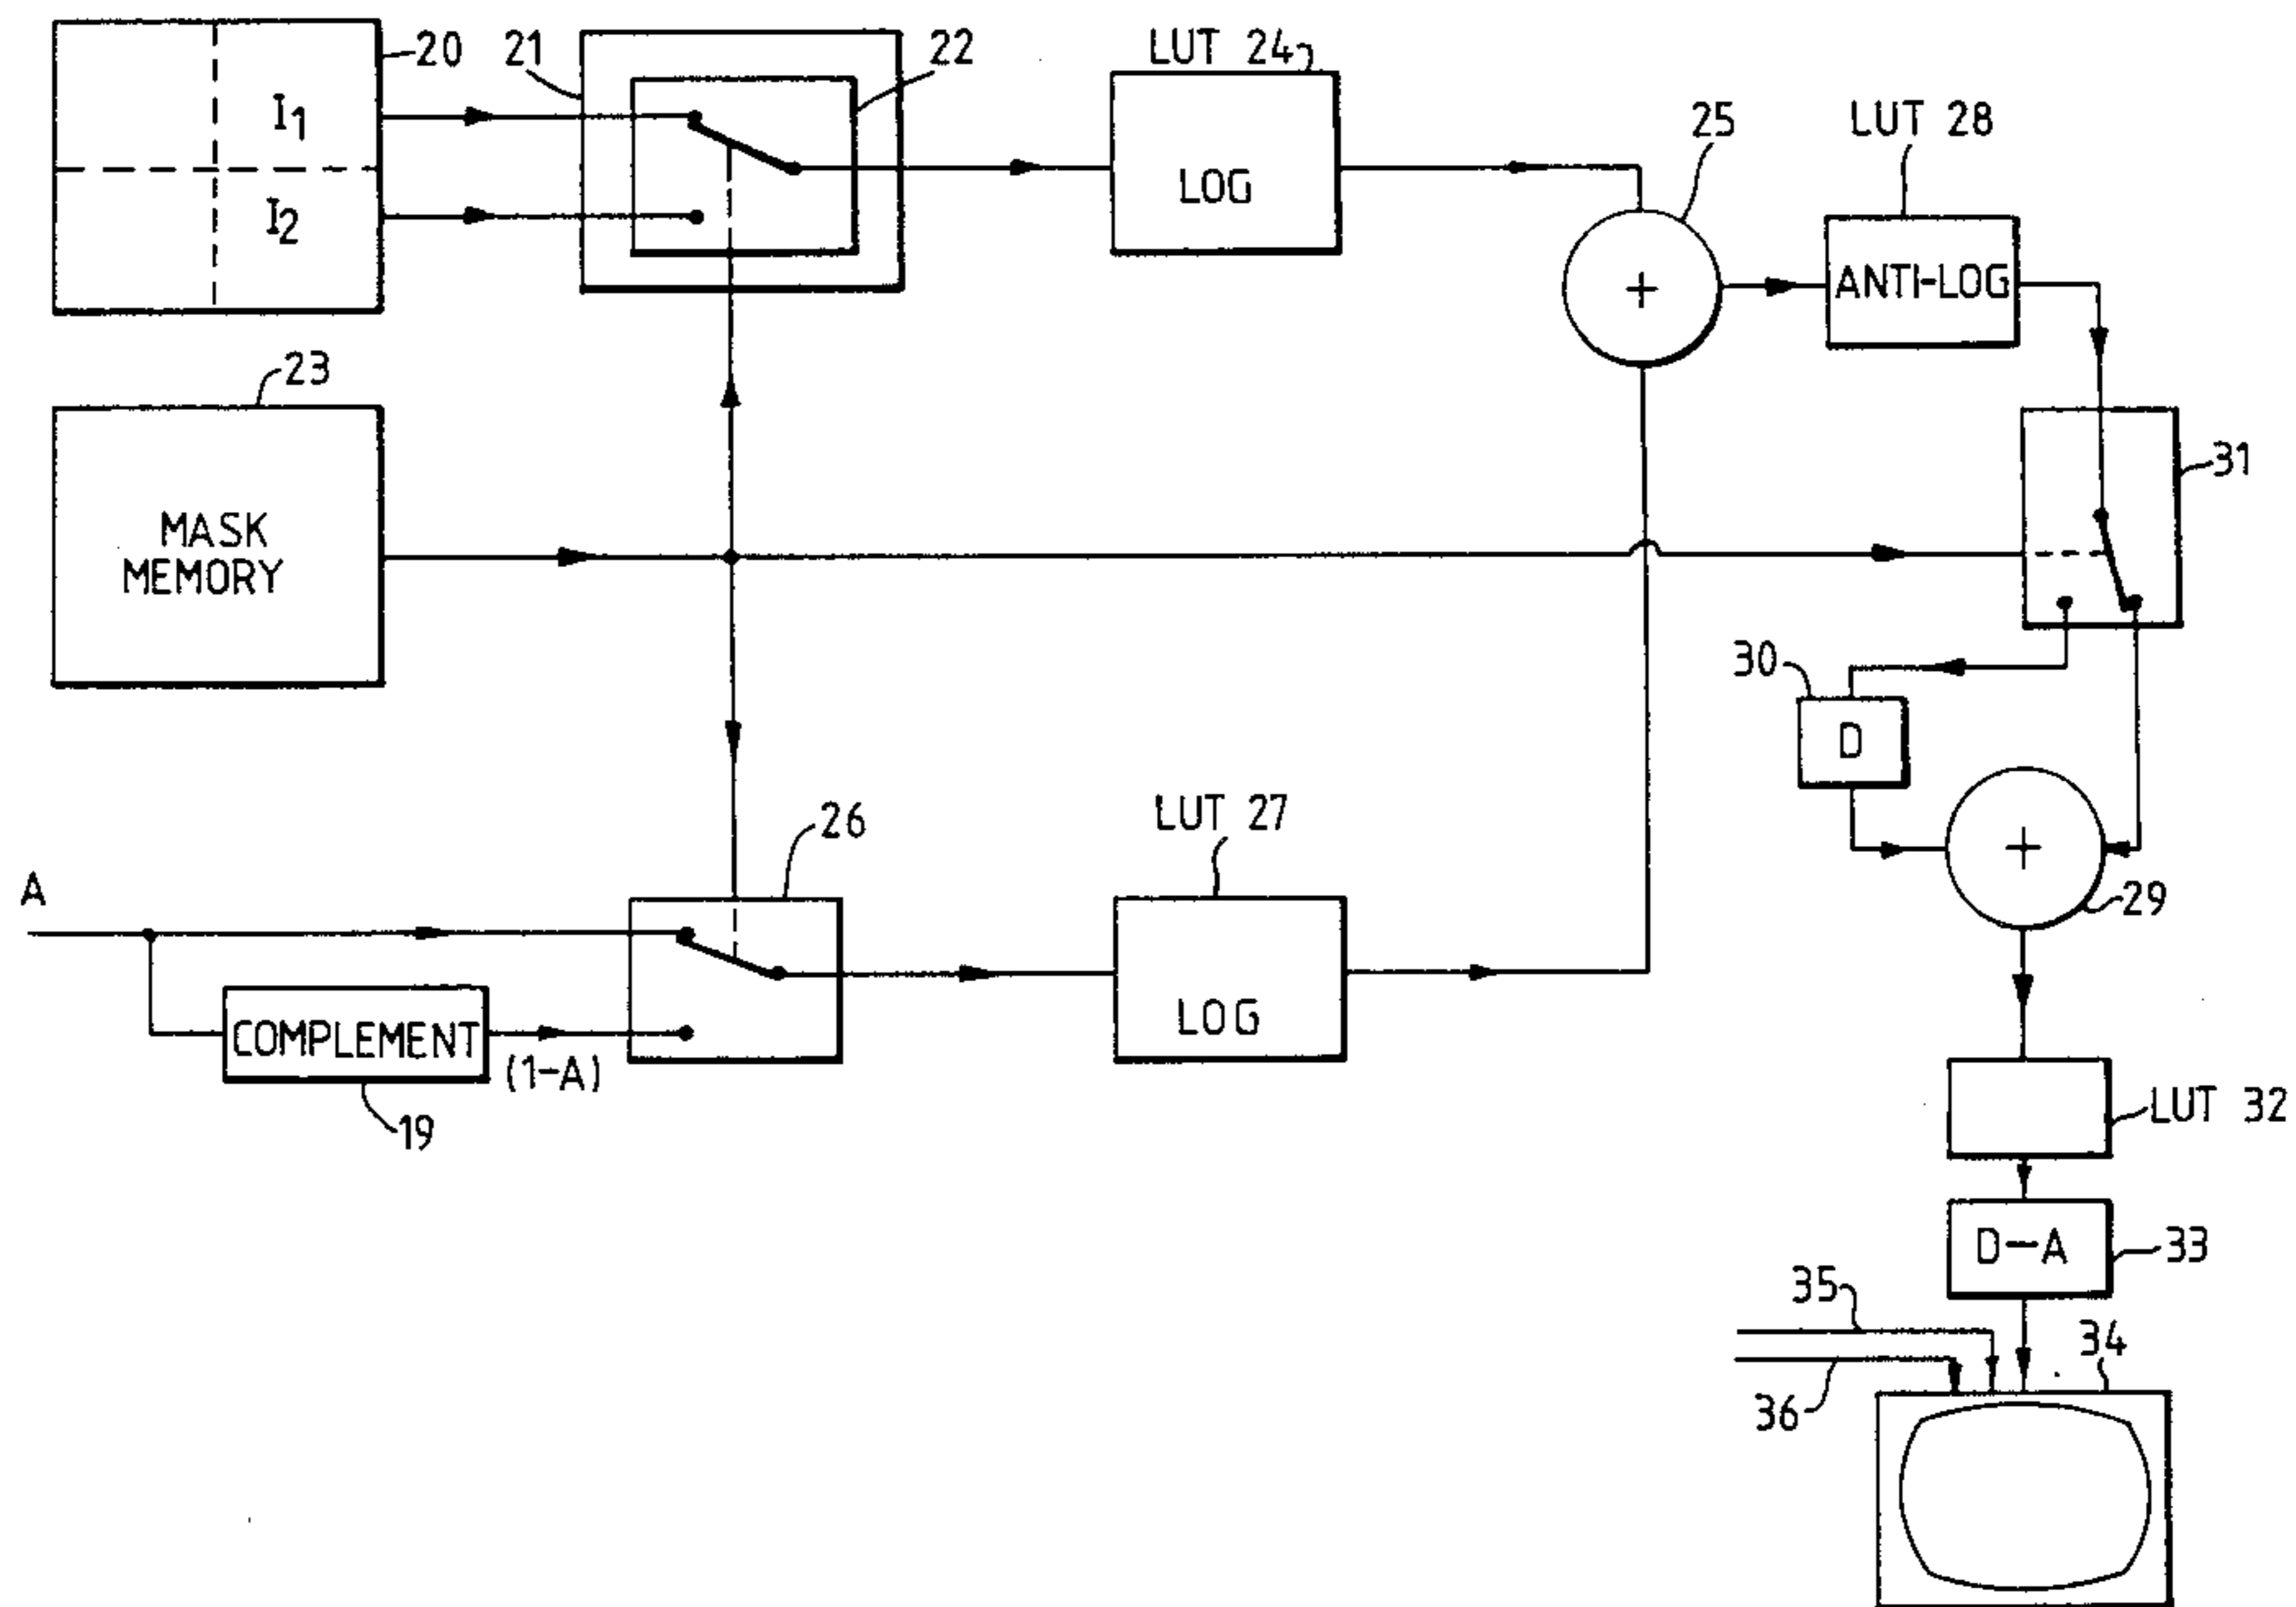 20
21
22
LUT 24
I1
I2
LOG
25
LUT 28
+
ANTI-LOG
23
31
MASK
MEMORY
30
D
26
LUT 27
A
+
29
COMPLEMENT
(1-A)
LOG
19
LUT 32
D-A
33
35
34
36